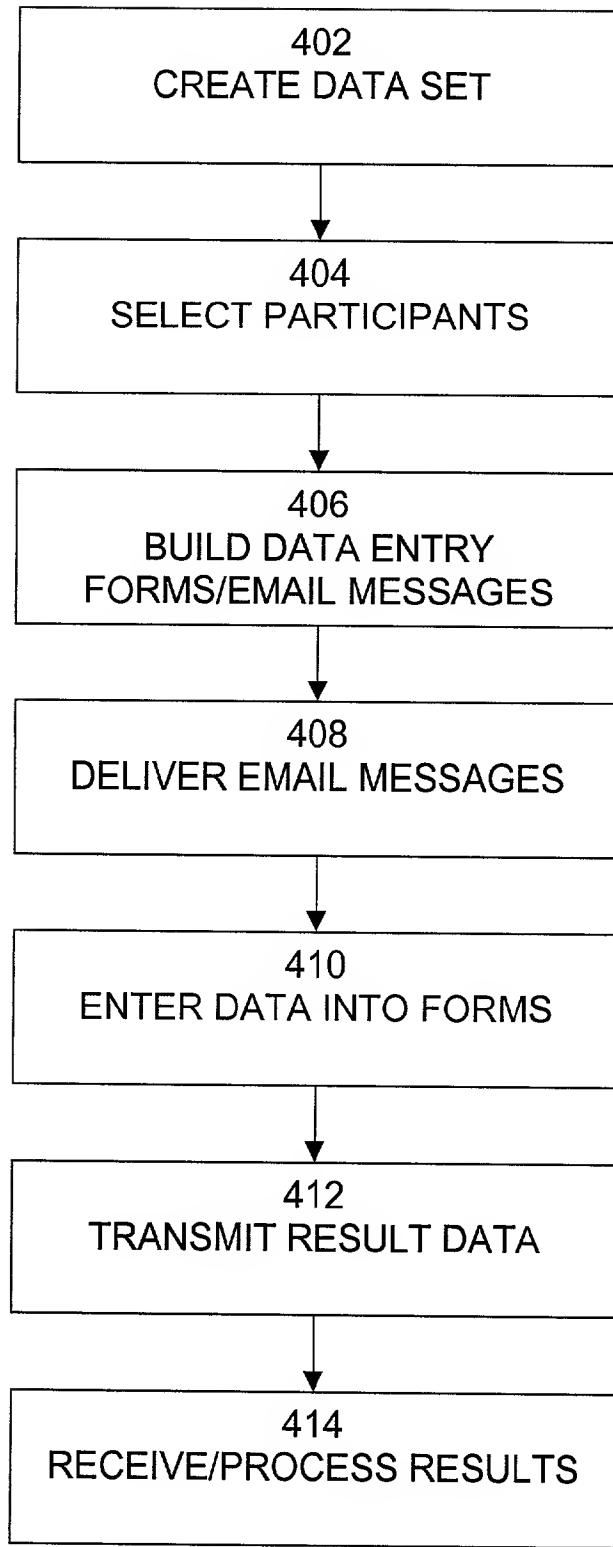 402
CREATE DATA SET
404
SELECT PARTICIPANTS
406
BUILD DATA ENTRY
FORMS/EMAIL MESSAGES
408
DELIVER EMAIL MESSAGES
410
ENTER DATA INTO FORMS
412
TRANSMIT RESULT DATA
414
RECEIVE/PROCESS RESULTS